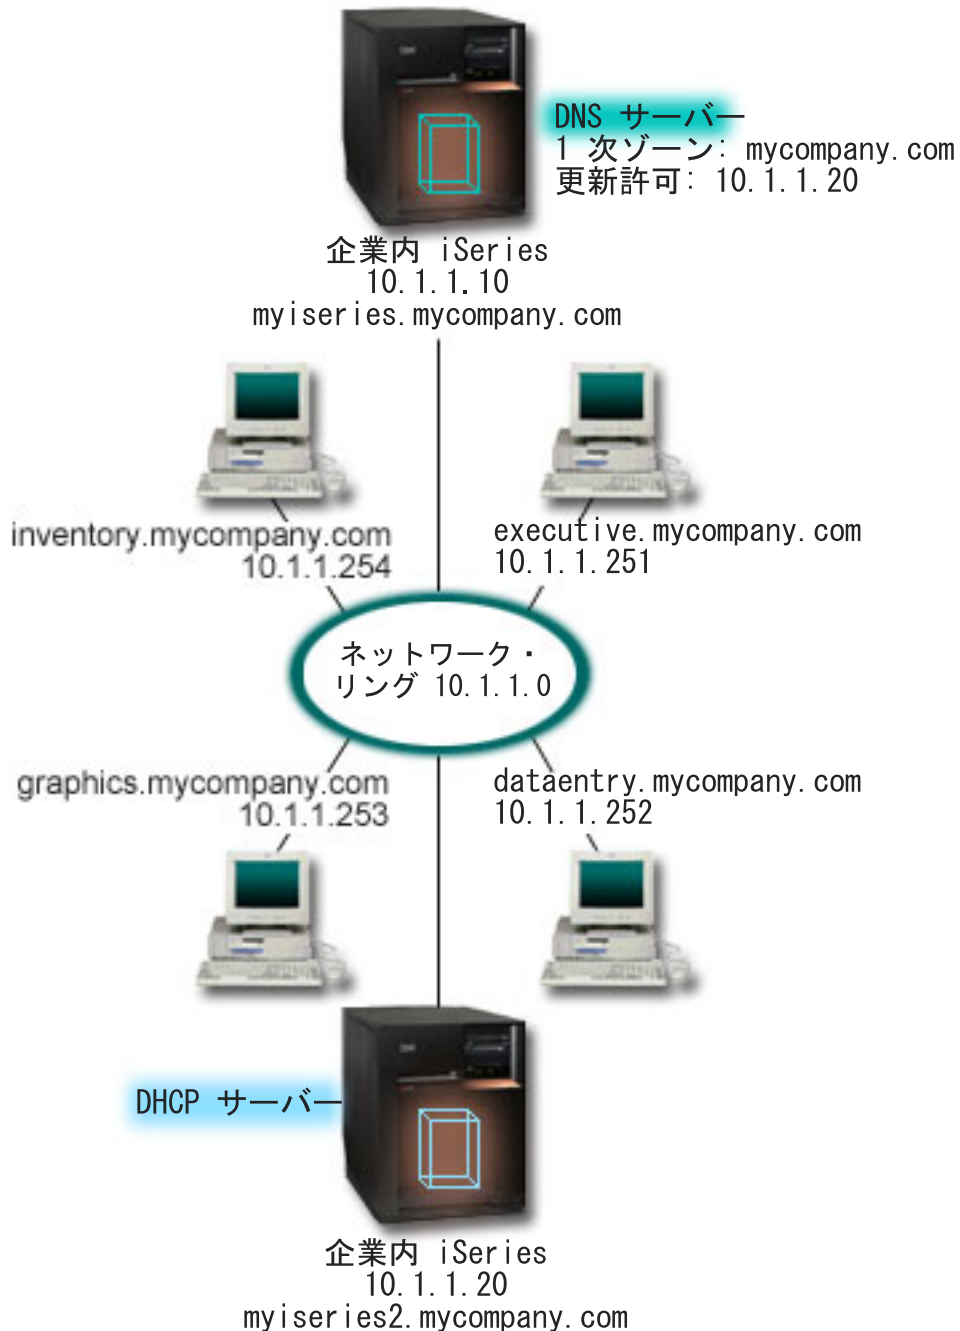 DNS サーバー
1 次ゾーン: mycompany.com
更新許可: 10.1.1.20
企業内 iSeries
10.1.1.10
myiseries.mycompany.com
inventory.mycompany.com
10.1.1.254
executive.mycompany.com
10.1.1.251
ネットワーク・
リング 10.1.1.0
graphics.mycompany.com
10.1.1.253
dataentry.mycompany.com
10.1.1.252
DHCP サーバー
企業内 iSeries
10.1.1.20
myiseries2.mycompany.com